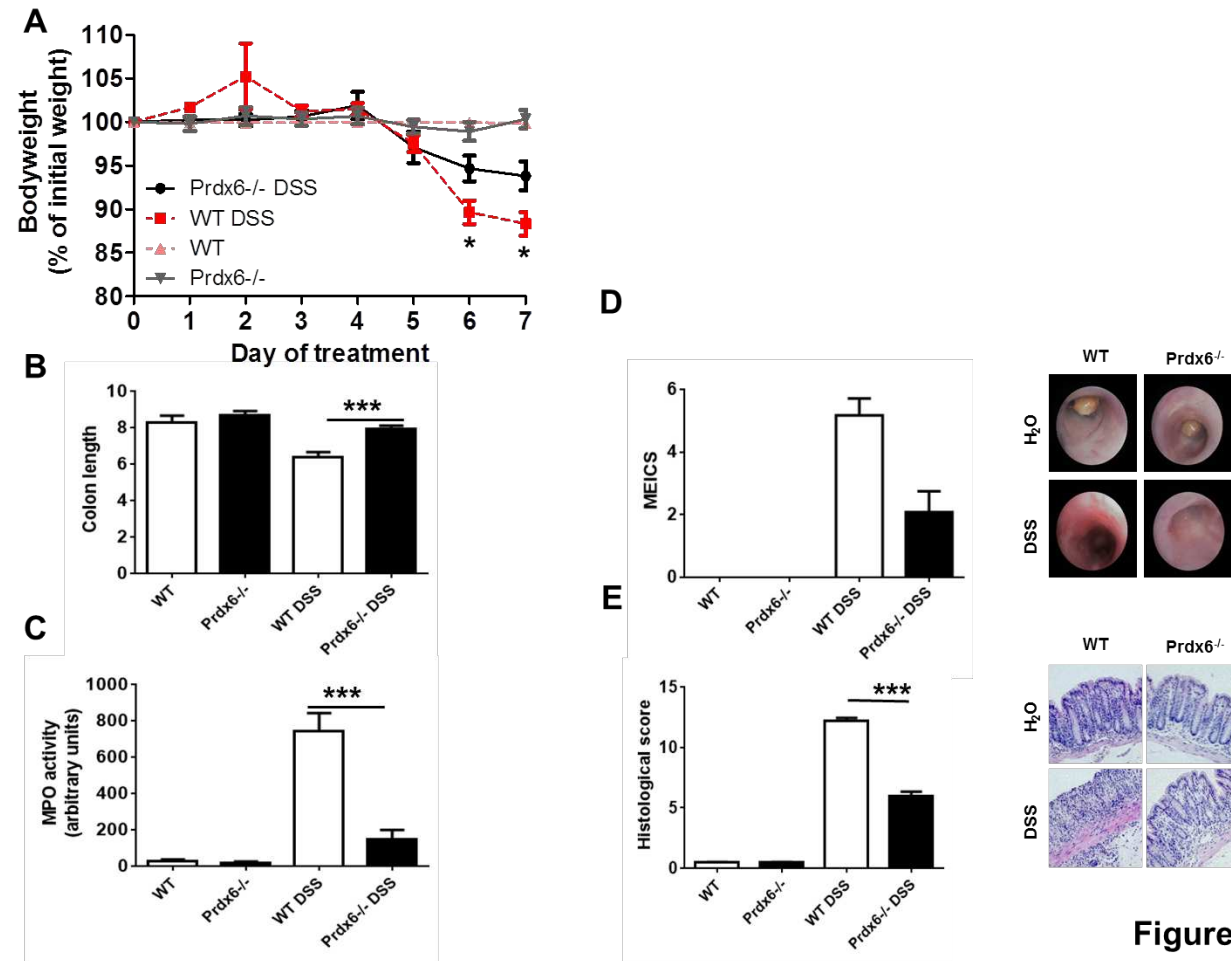 A
Bodyweight
(% of initial weight)
110
105
100
95
90
85
80
Prdx6-/- DSS
WT DSS
WT
Prdx6-/-
*
*
0 1 2 3 4 5 6 7
Day of treatment
B
Colon length
10
8
6
4
2
0
***
WT
Prdx6-/-
WT DSS
Prdx6-/- DSS
C
MPO activity
(arbitrary units)
1000
800
600
400
200
0
***
WT
Prdx6-/-
WT DSS
Prdx6-/- DSS
D
MEICS
6
4
2
0
WT
Prdx6-/-
WT DSS
Prdx6-/- DSS
WT Prdx6-/-
H2O
DSS
E
Histological score
15
10
5
0
***
WT
Prdx6-/-
WT DSS
Prdx6-/- DSS
WT Prdx6-/-
H2O
DSS
Figure